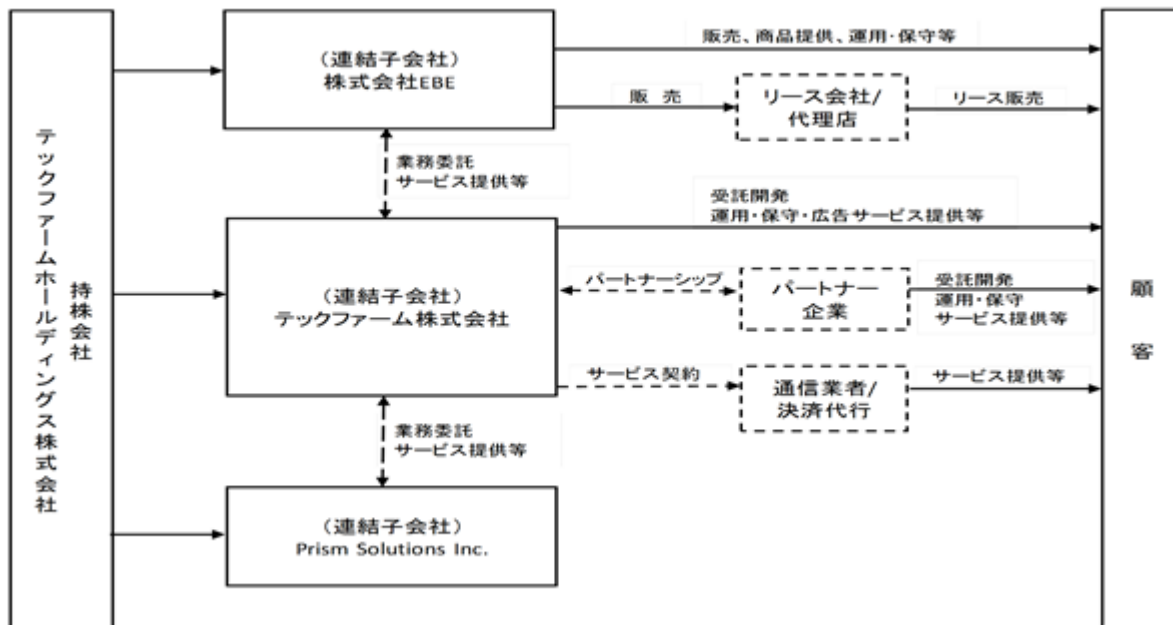 テックファームホールディングス株式会社
持株会社
（連結子会社）
株式会社EBE
販売、商品提供、運用・保守等
販 売
リース会社/
代理店
リース販売
業務委託
サービス提供等
（連結子会社）
テックファーム株式会社
受託開発
運用・保守・広告サービス提供等
パートナーシップ
パートナー
企業
受託開発
運用・保守
サービス提供等
サービス契約
通信業者/
決済代行
サービス提供等
業務委託
サービス提供等
（連結子会社）
Prism Solutions Inc.
顧 客